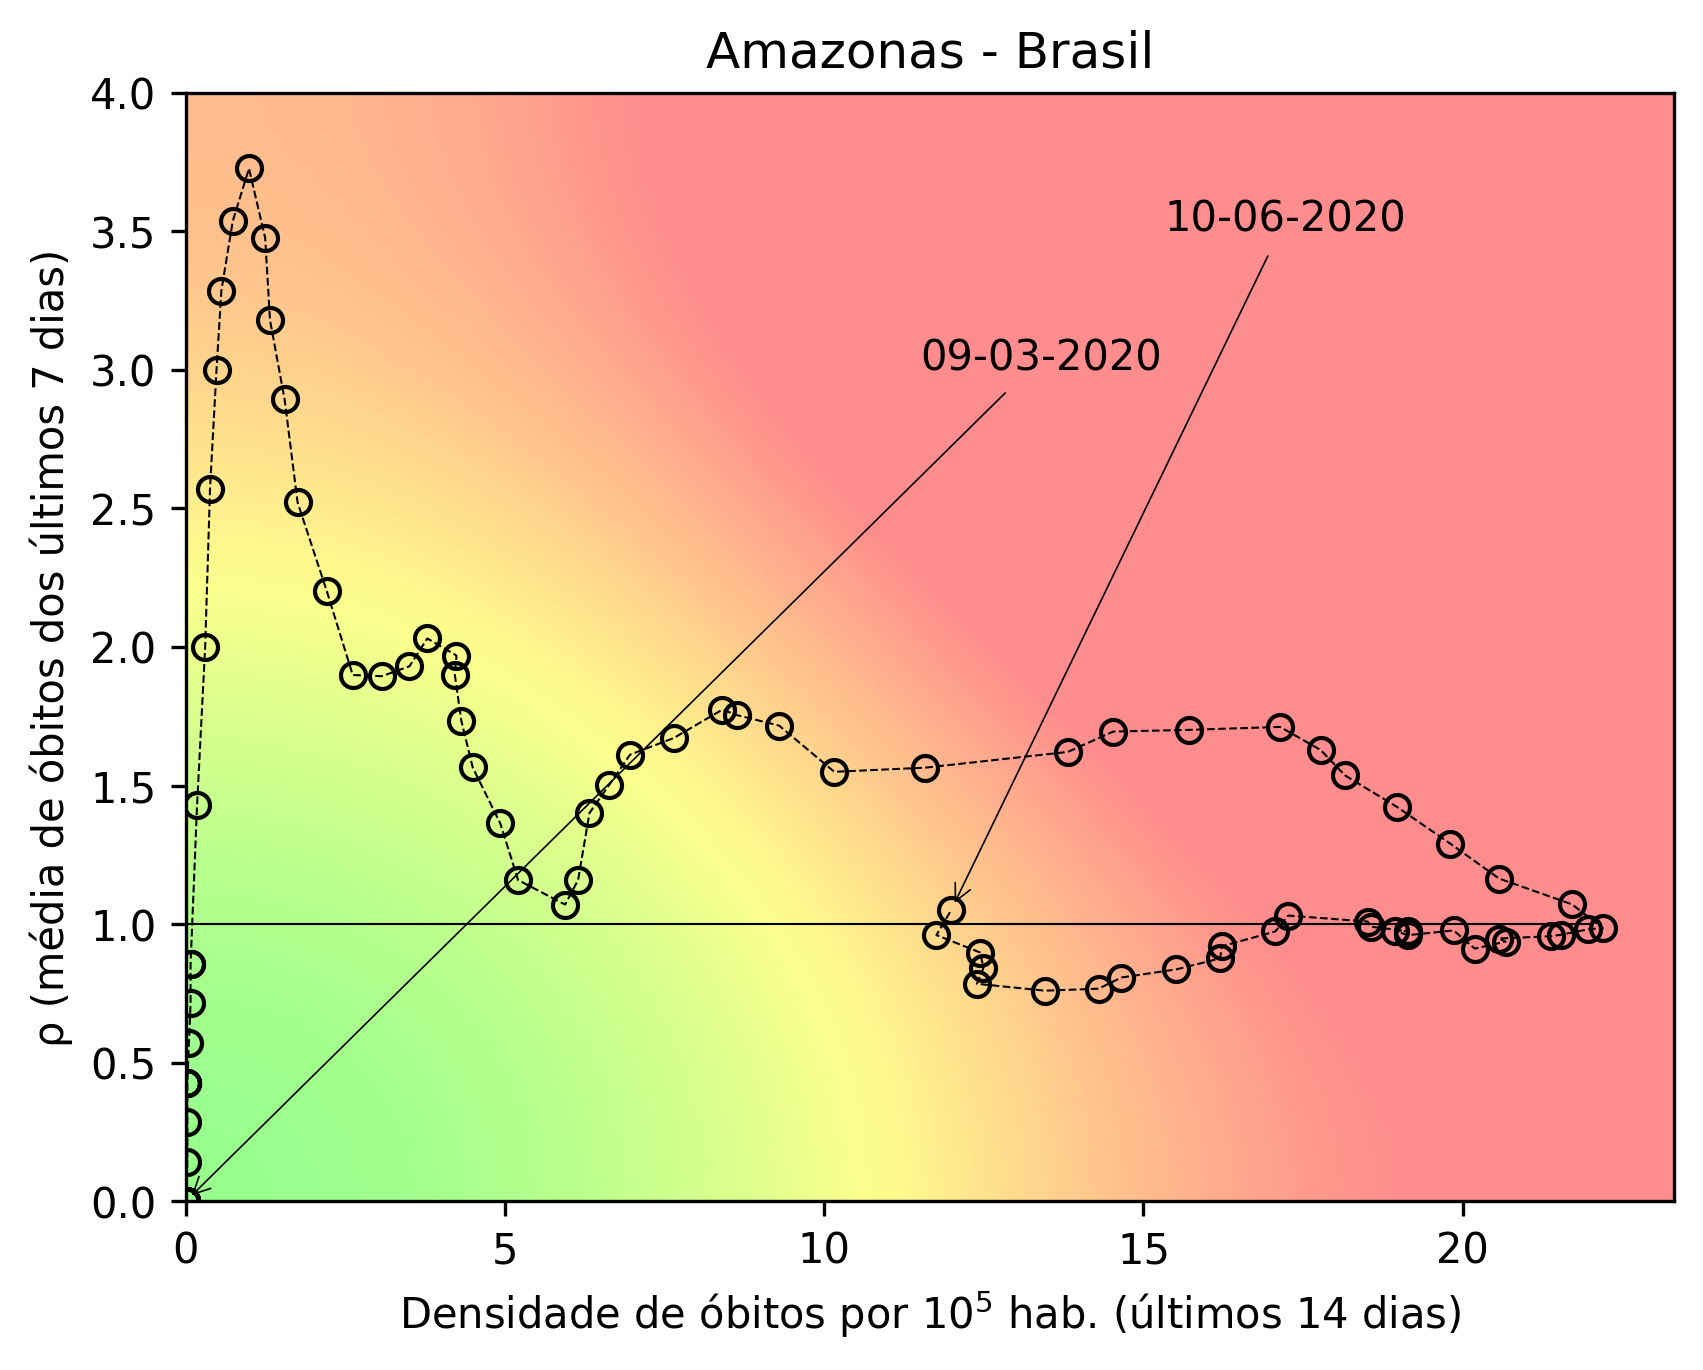 Amazonas - Brasil
4.0
3.5
3.0
2.5
2.0
1.5
1.0
0.5
0.0
ρ (média de óbitos dos últimos 7 dias)
10-06-2020
09-03-2020
0 5 10 15 20
Densidade de óbitos por 10⁵ hab. (últimos 14 dias)